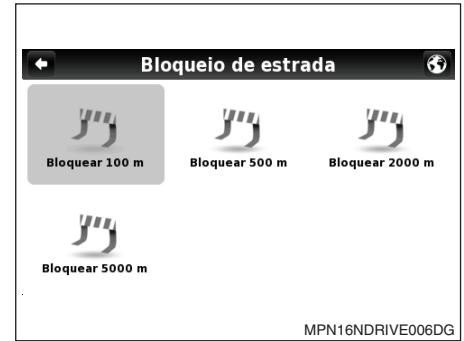 Bloqueio de estrada
Bloquear 100 m
Bloquear 500 m
Bloquear 2000 m
Bloquear 5000 m
MPN16NDRIVE006DG